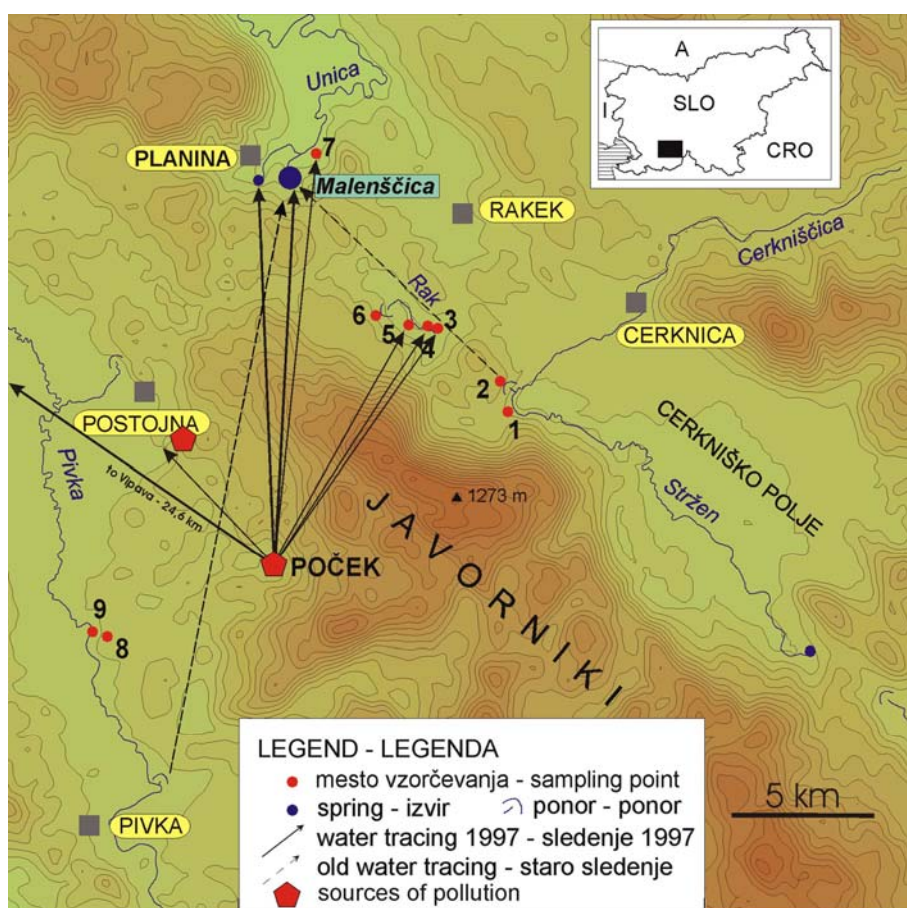 Unica
A
SLO
I
CRO
PLANINA
7
Malenščica
RAKEK
Cerkniščica
Rak
6
5
4
3
CERKNICA
2
1
POSTOJNA
CERKNIŠKO POLJE
Pivka
to Vipava - 24,6 km
Stržen
1273 m
JAVORNIKI
POČEK
9
8
LEGEND - LEGENDA
mesto vzorčevanja - sampling point
spring - izvir
ponor - ponor
water tracing 1997 - sledenje 1997
old water tracing - staro sledenje
sources of pollution
5 km
PIVKA